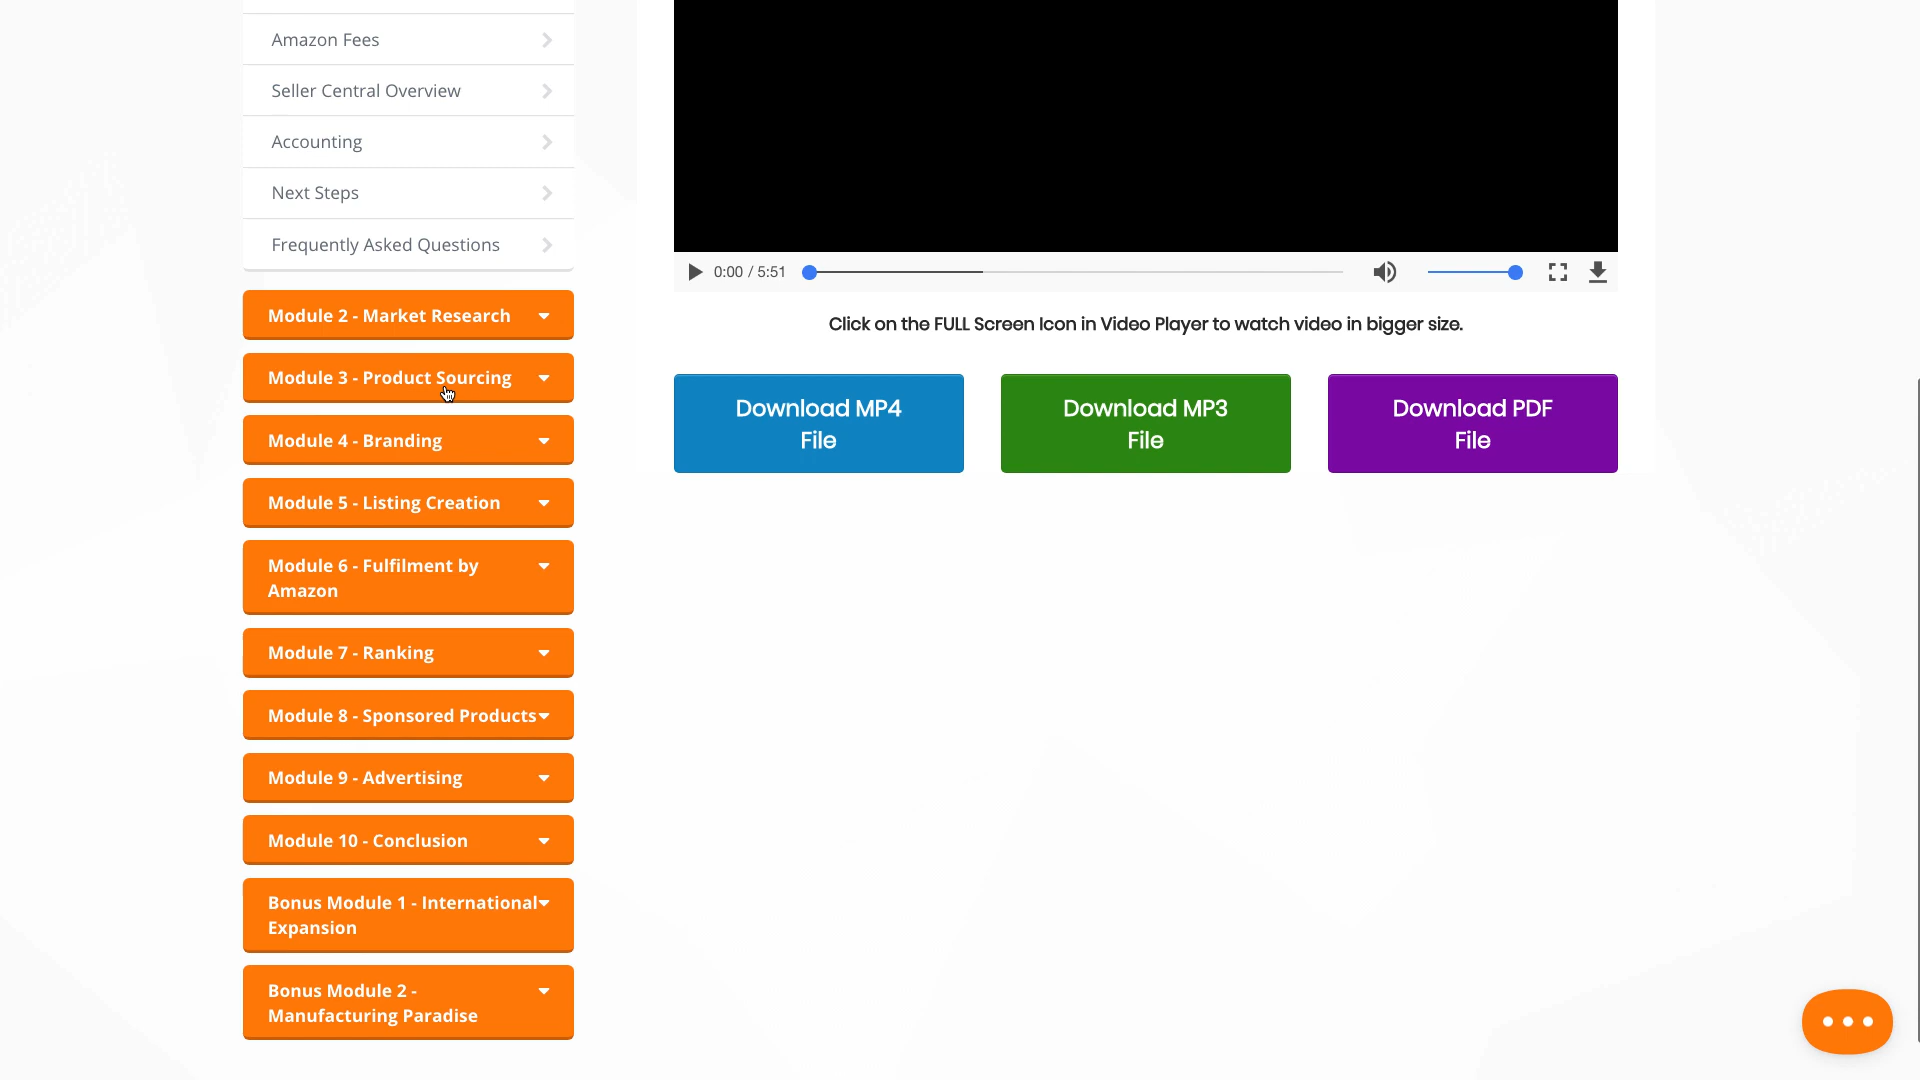 Amazon Fees
Seller Central Overview
Accounting
Next Steps
Frequently Asked Questions
Module 2 - Market Research
Module 3 - Product Sourcing
Module 4 - Branding
Module 5 - Listing Creation
Module 6 - Fulfilment by
Amazon
Module 7 - Ranking
Module 8 - Sponsored Products
Module 9 - Advertising
Module 10 - Conclusion
Bonus Module 1 - International
Expansion
Bonus Module 2 -
Manufacturing Paradise
0:00 / 5:51
Click on the FULL Screen Icon in Video Player to watch video in bigger size.
Download MP4
File
Download MP3
File
Download PDF
File